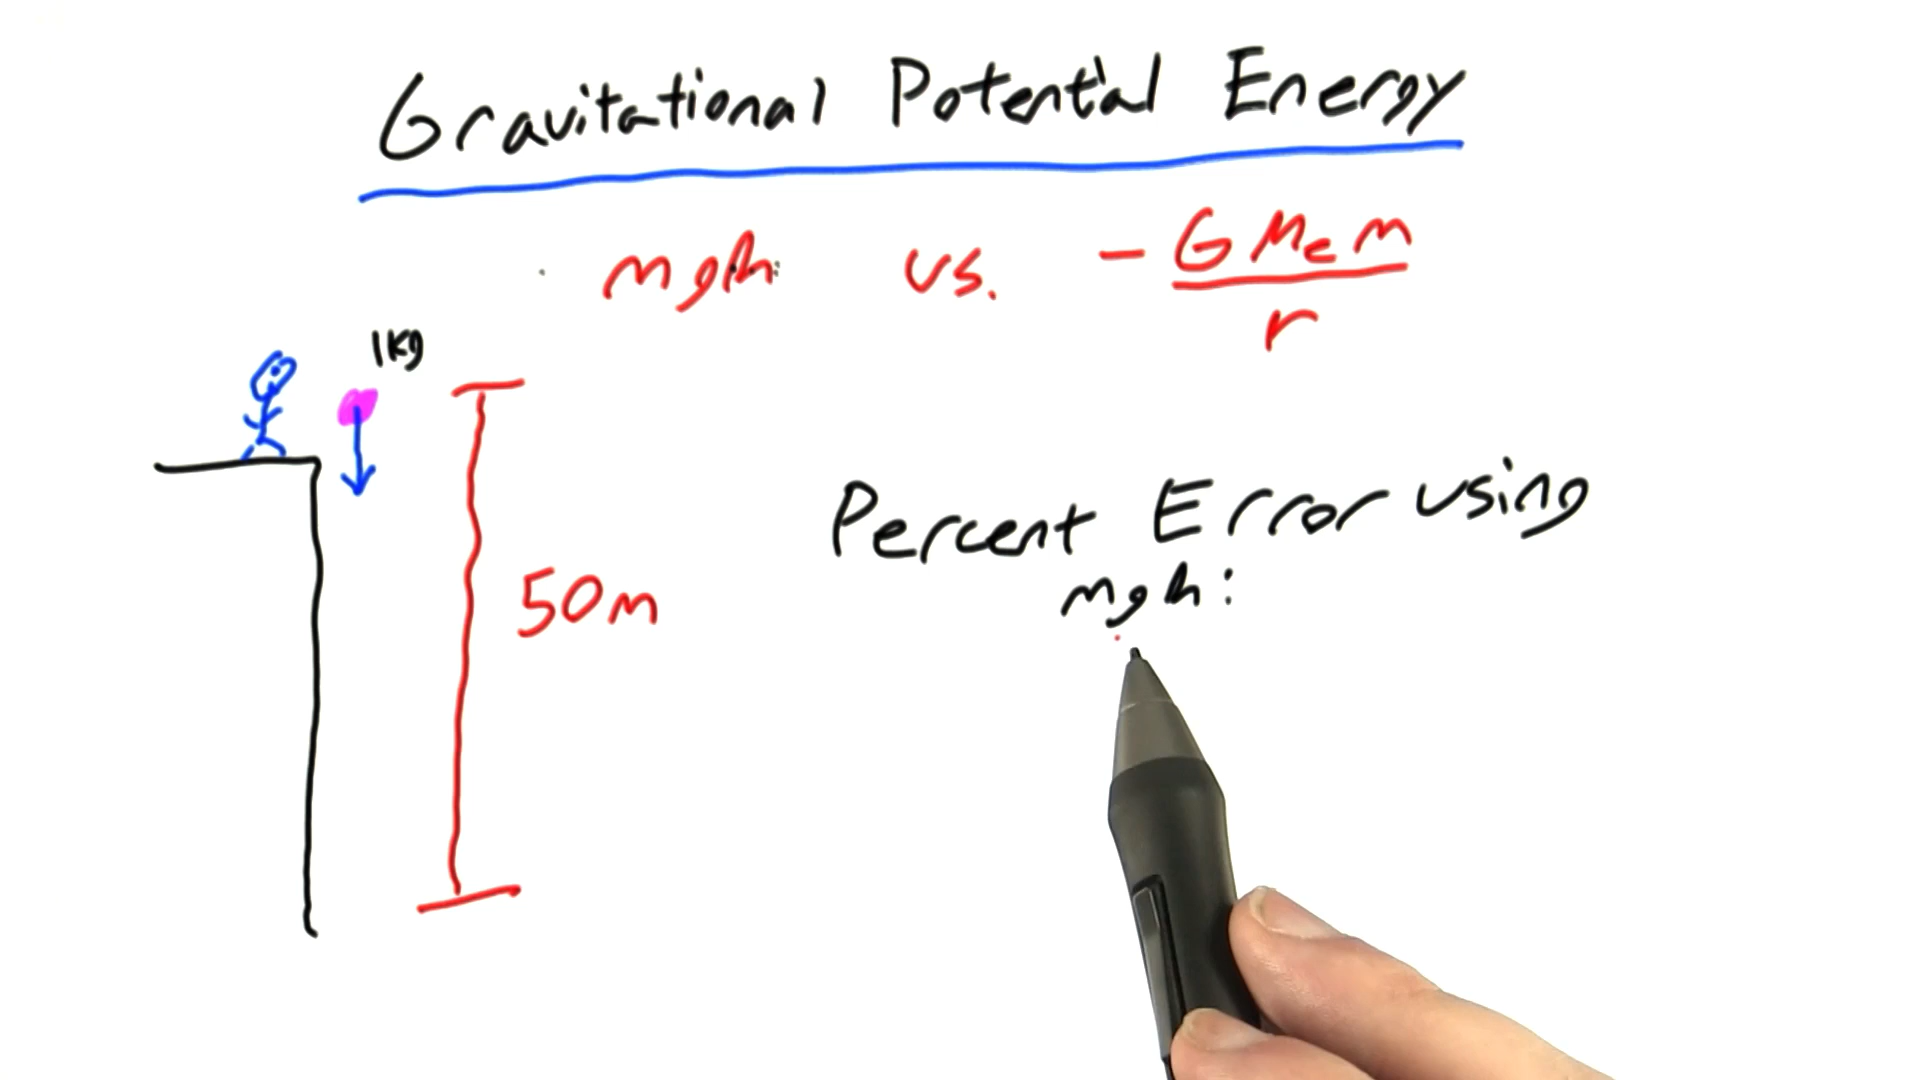 Gravitational Potential Energy
mgh vs. - GMem
r
1kg
50m
Percent Error using
mgh: